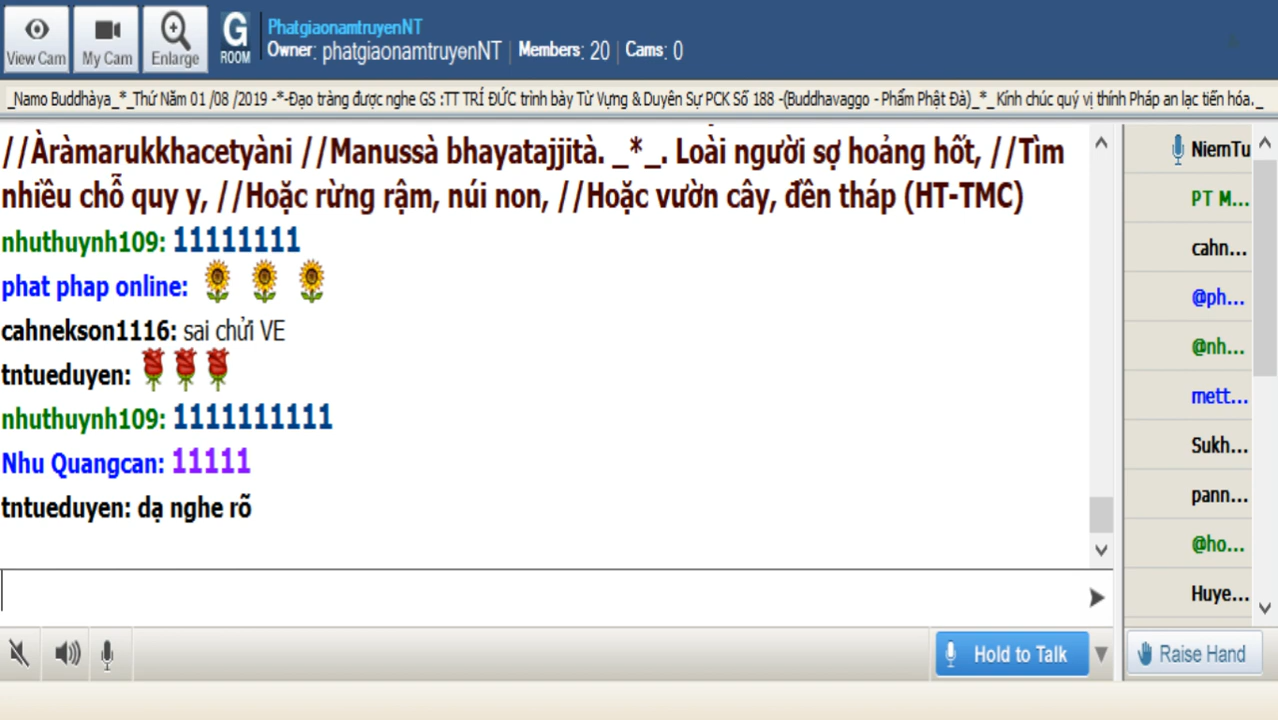 View Cam
My Cam
Enlarge
G
ROOM
PhatgiaonamtruyenNT
Owner: phatgiaonamtruyenNT | Members: 20 | Cams: 0
_Namo Buddhàya_*_Thứ Năm 01 /08 /2019 -*-Đạo tràng được nghe GS :TT TRÍ ĐỨC trình bày Từ Vựng & Duyên Sự PCK Số 188 -(Buddhavaggo - Phẩm Phật Đà)_*_ Kính chúc quý vị thính Pháp an lạc tiến hóa._
//Àràmarukkhacetyàni //Manussà bhayatajjità. _*_. Loài người sợ hoảng hốt, //Tìm
nhiều chỗ quy y, //Hoặc rừng rậm, núi non, //Hoặc vườn cây, đền tháp (HT-TMC)
nhuthuynh109: 11111111
phat phap online:
cahnekson1116: sai chửi VE
tntueduyen:
nhuthuynh109: 1111111111
Nhu Quangcan: 11111
tntueduyen: dạ nghe rõ
NiemTu
PT M...
cahn...
@ph...
@nh...
mett...
Sukh...
pann...
@ho...
Huye...
Hold to Talk
Raise Hand